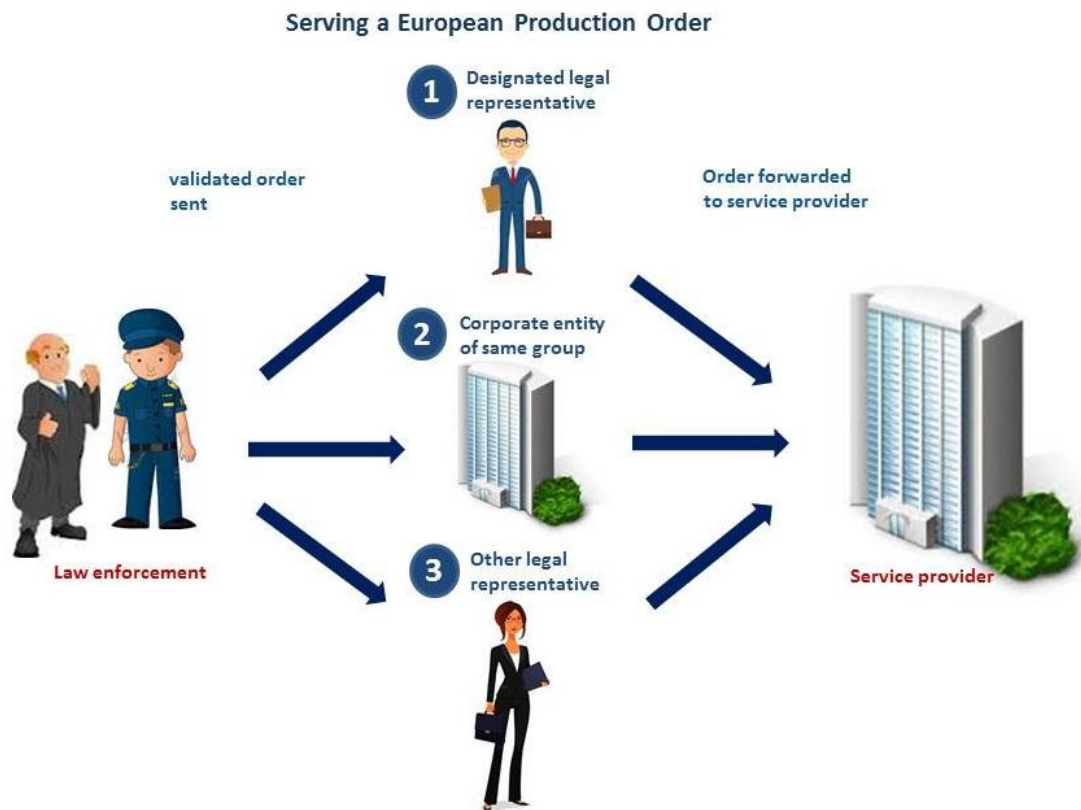 Serving a European Production Order
1
Designated legal
representative
validated order
sent
Order forwarded
to service provider
2
Corporate entity
of same group
Law enforcement
3
Other legal
representative
Service provider